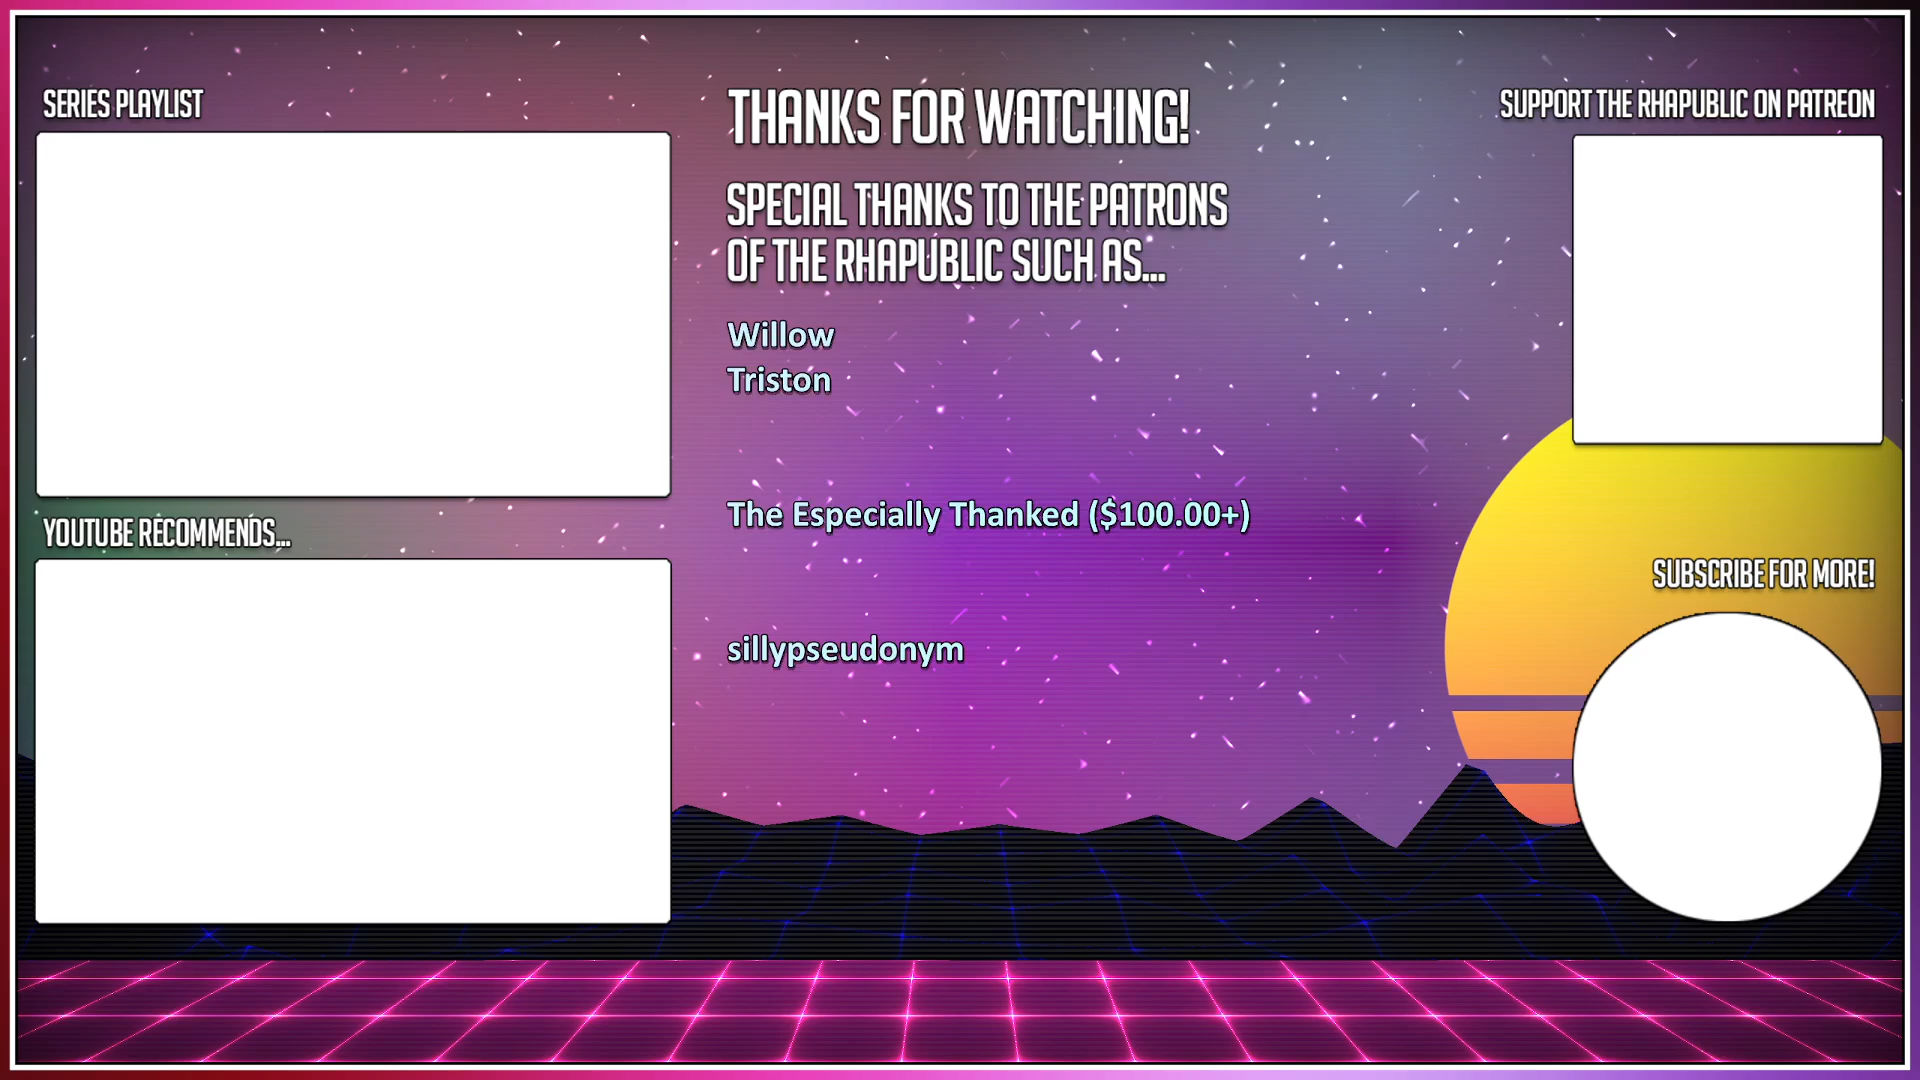 SERIES PLAYLIST
YOUTUBE RECOMMENDS...
THANKS FOR WATCHING!
SPECIAL THANKS TO THE PATRONS
OF THE RHAPUBLIC SUCH AS...
Willow
Triston
The Especially Thanked ($100.00+)
sillypseudonym
SUPPORT THE RHAPUBLIC ON PATREON
SUBSCRIBE FOR MORE!